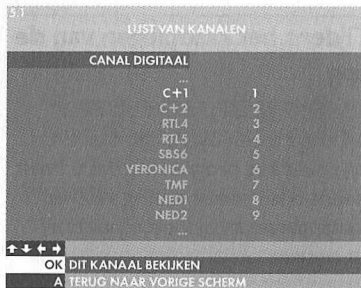 5.1
LIJST VAN KANALEN
CANAL DIGITAAL
...
C+1 1
C+2 2
RTL4 3
RTL5 4
SBS6 5
VERONICA 6
TMF 7
NED1 8
NED2 9
...
OK DIT KANAAL BEKIJKEN
A TERUG NAAR VORIGE SCHERM